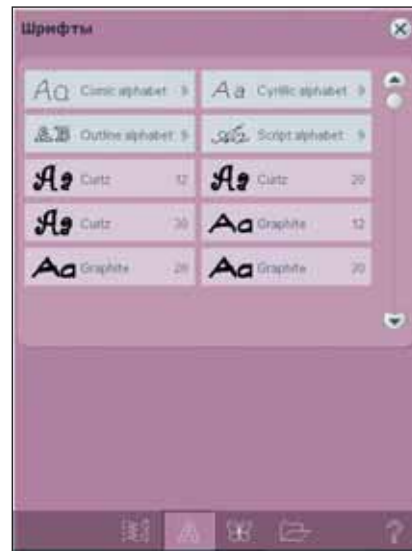 Шрифты
Aa Comic alphabet 9 Aa Cyrillic alphabet 9
AB Outline alphabet 9 Script alphabet 9
Aa Curlz 12 Aa Curlz 20
Aa Curlz 30 Aa Graphite 12
Aa Graphite 20 Aa Graphite 30
?